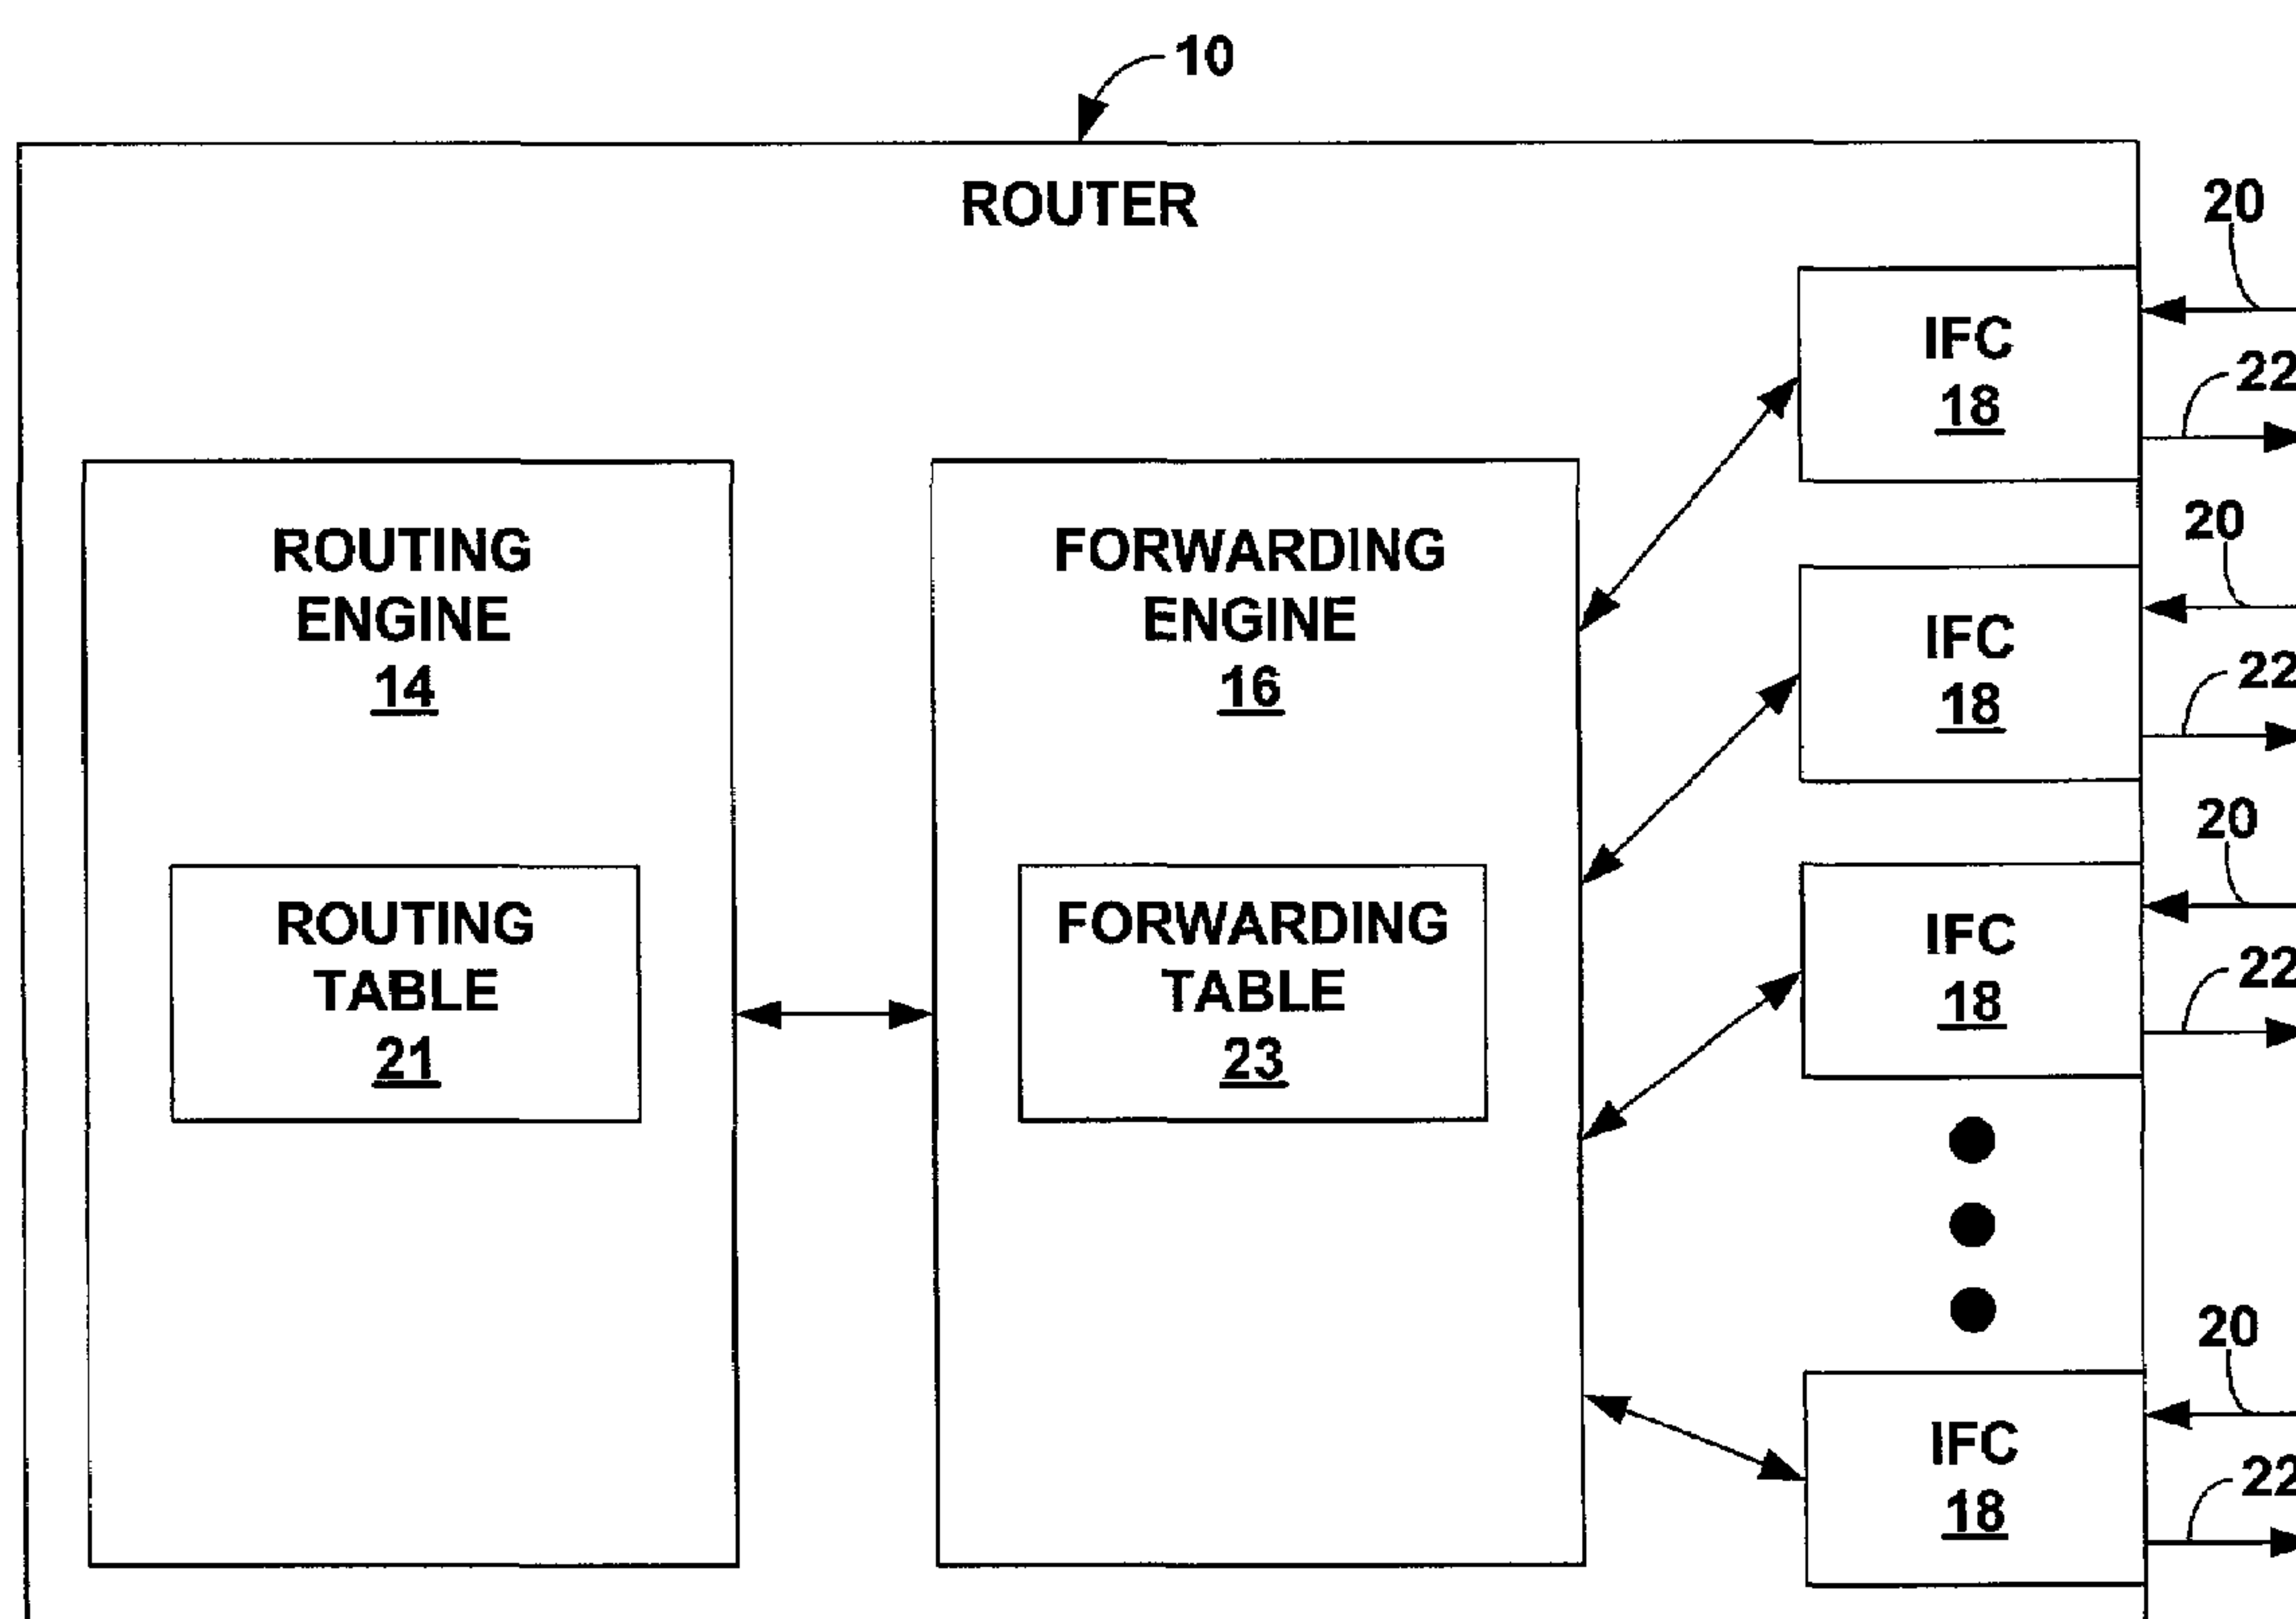 10
ROUTER
ROUTING
ENGINE
14
ROUTING
TABLE
21
FORWARDING
ENGINE
16
FORWARDING
TABLE
23
IFC
18
20
22
IFC
18
20
22
IFC
18
20
22
IFC
18
20
22